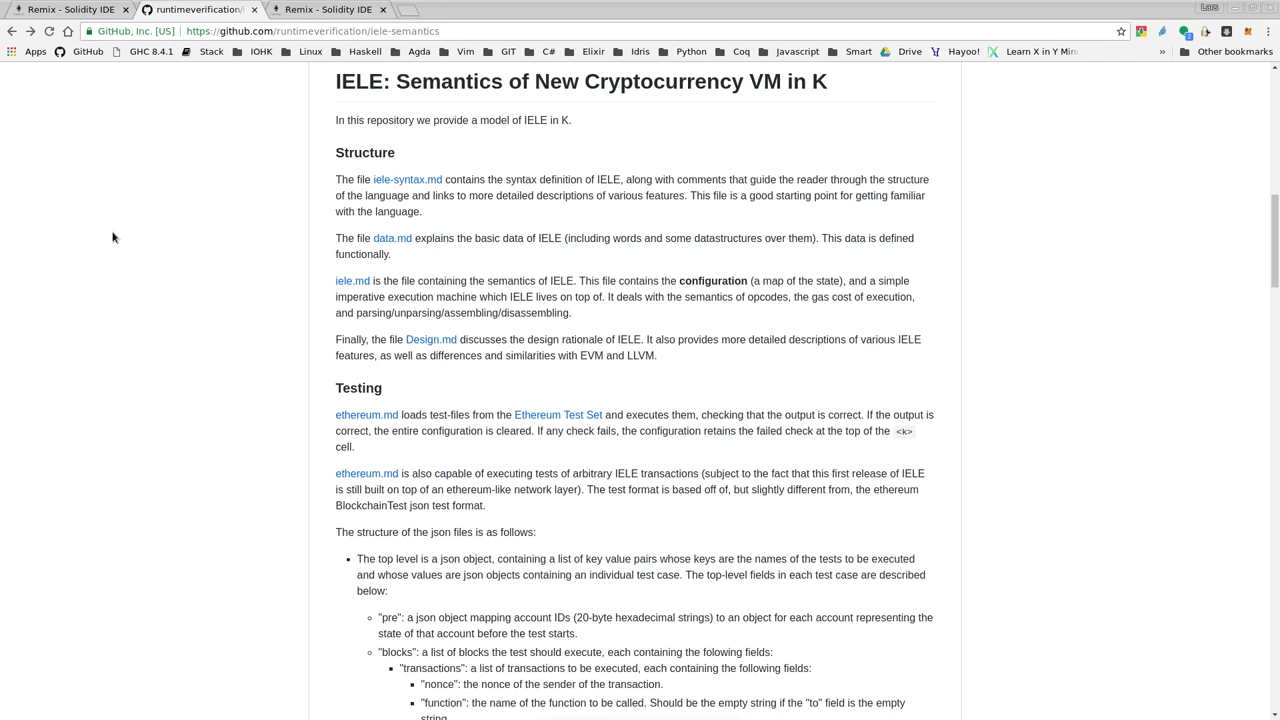 Remix - Solidity IDE
runtimeverification/i
Remix - Solidity IDE
Lars
GitHub, Inc. [US]
https://github.com/runtimeverification/iele-semantics
Apps GitHub GHC 8.4.1 Stack IOHK Linux Haskell Agda Vim GIT C# Elixir Idris Python Coq Javascript Smart Drive Hayoo! Learn X in Y Min » Other bookmarks
IELE: Semantics of New Cryptocurrency VM in K
In this repository we provide a model of IELE in K.
Structure
The file iele-syntax.md contains the syntax definition of IELE, along with comments that guide the reader through the structure
of the language and links to more detailed descriptions of various features. This file is a good starting point for getting familiar
with the language.
The file data.md explains the basic data of IELE (including words and some datastructures over them). This data is defined
functionally.
iele.md is the file containing the semantics of IELE. This file contains the configuration (a map of the state), and a simple
imperative execution machine which IELE lives on top of. It deals with the semantics of opcodes, the gas cost of execution,
and parsing/unparsing/assembling/disassembling.
Finally, the file Design.md discusses the design rationale of IELE. It also provides more detailed descriptions of various IELE
features, as well as differences and similarities with EVM and LLVM.
Testing
ethereum.md loads test-files from the Ethereum Test Set and executes them, checking that the output is correct. If the output is
correct, the entire configuration is cleared. If any check fails, the configuration retains the failed check at the top of the <k>
cell.
ethereum.md is also capable of executing tests of arbitrary IELE transactions (subject to the fact that this first release of IELE
is still built on top of an ethereum-like network layer). The test format is based off of, but slightly different from, the ethereum
BlockchainTest json test format.
The structure of the json files is as follows:
• The top level is a json object, containing a list of key value pairs whose keys are the names of the tests to be executed
and whose values are json objects containing an individual test case. The top-level fields in each test case are described
below:
◦ "pre": a json object mapping account IDs (20-byte hexadecimal strings) to an object for each account representing the
state of that account before the test starts.
◦ "blocks": a list of blocks the test should execute, each containing the folowing fields:
▪ "transactions": a list of transactions to be executed, each containing the following fields:
▪ "nonce": the nonce of the sender of the transaction.
▪ "function": the name of the function to be called. Should be the empty string if the "to" field is the empty
string.